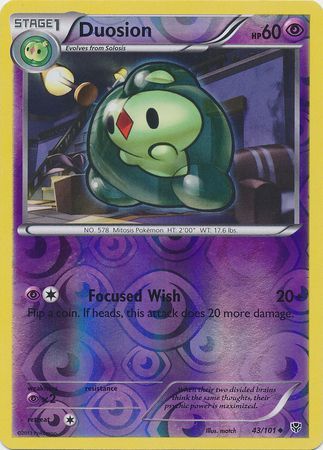 STAGE1
Duosion
HP60
Evolves from Solosis
NO. 578 Mitosis Pokémon HT: 2'00" WT: 17.6 lbs.
Focused Wish 20+
Flip a coin. If heads, this attack does 20 more damage.
weakness resistance
×2
retreat
When their two divided brains
think the same thoughts, their
psychic power is maximized.
©2013 Pokémon
Illus. match 43/101